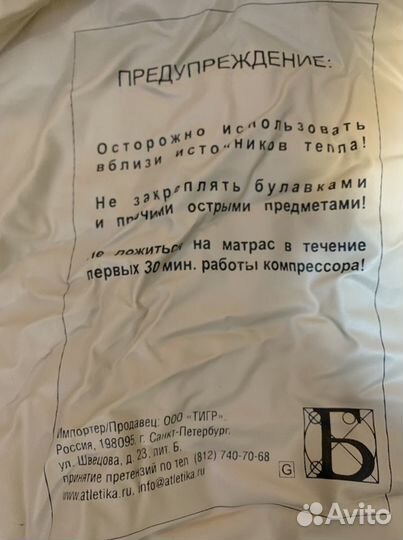 ПРЕДУПРЕЖДЕНИЕ:
Осторожно использовать
вблизи источников тепла!
Не закреплять булавками
и прочими острыми предметами!
Не ложиться на матрас в течение
первых 30 мин. работы компрессора!
Импортер/Продавец: ООО «ТИГР».
Россия, 198095, г. Санкт-Петербург.
ул. Швецова, д. 23, лит. Б.
принятие претензий по тел (812) 740-70-68
www.atletika.ru, info@atletika.ru
G
Б
Avito